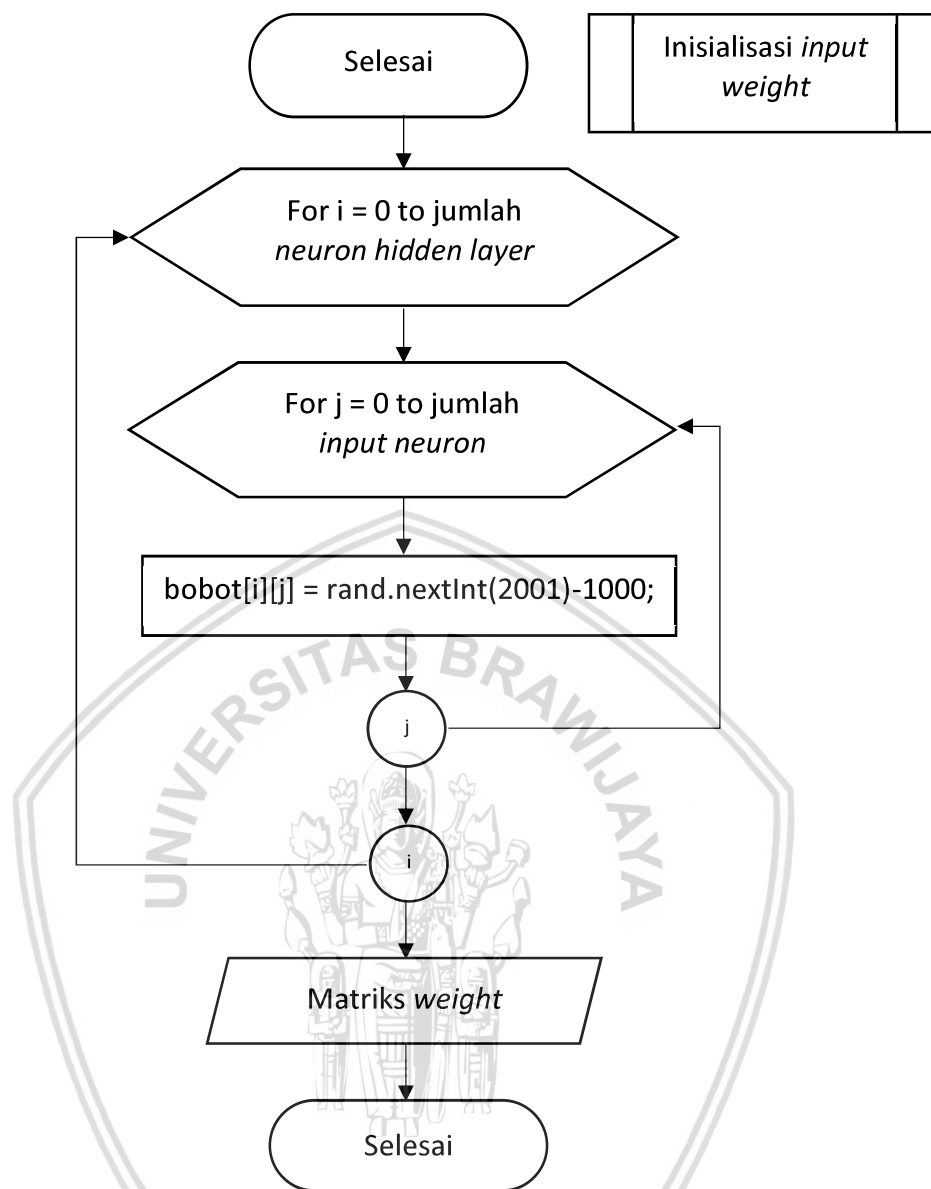 Selesai
Inisialisasi input
weight
For i = 0 to jumlah
neuron hidden layer
For j = 0 to jumlah
input neuron
bobot[i][j] = rand.nextInt(2001)-1000;
UNIVERSITAS BRAWIJAYA
j
i
Matriks weight
Selesai